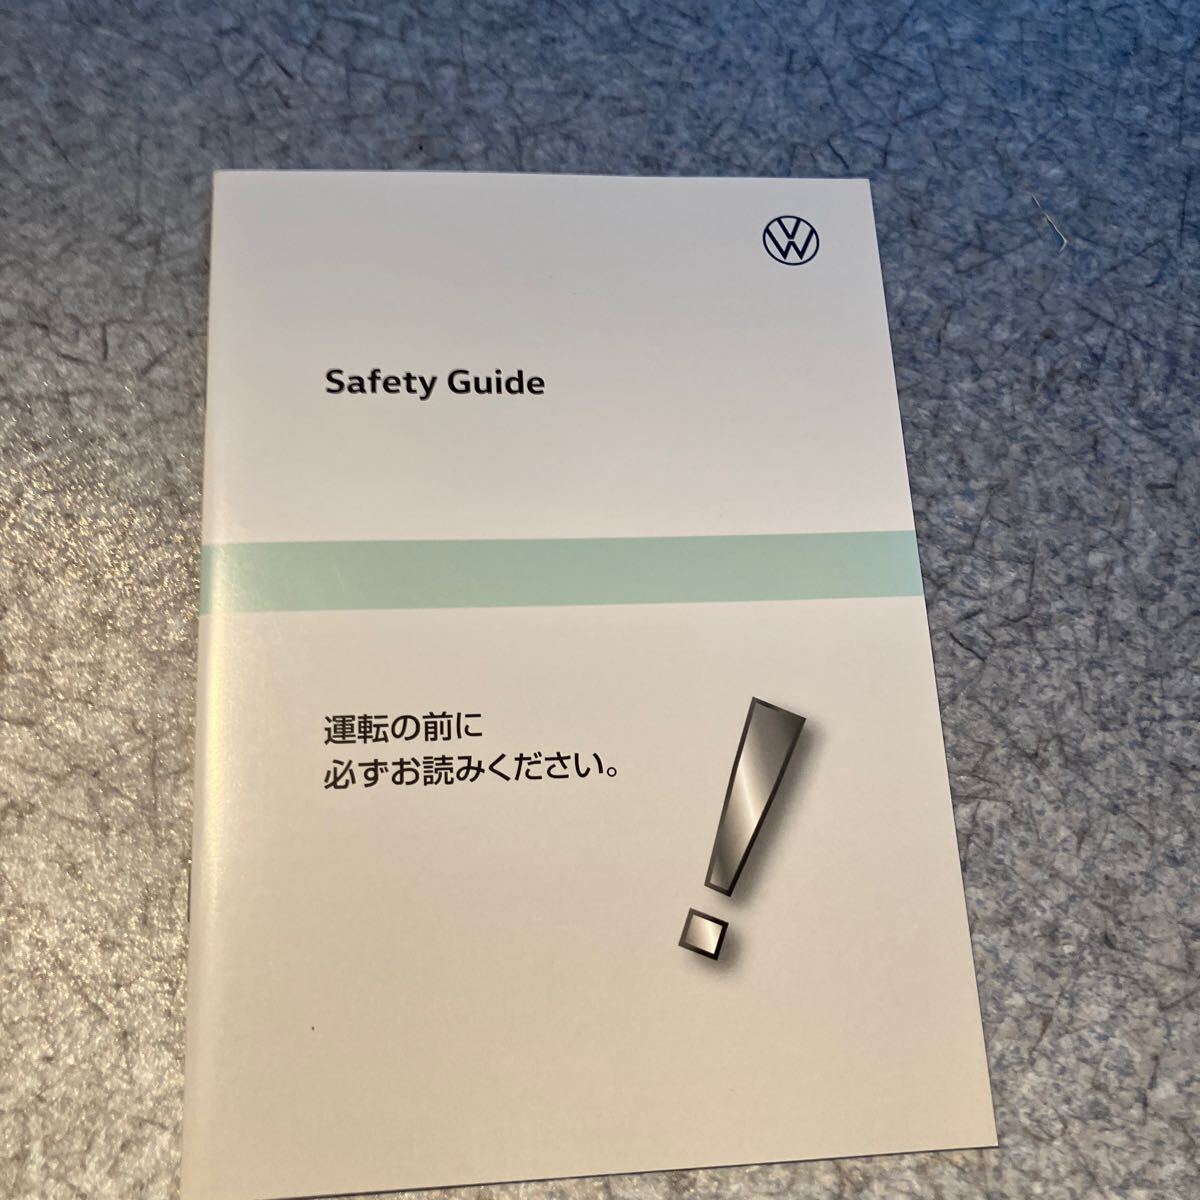 Safety Guide
運転の前に
必ずお読みください。